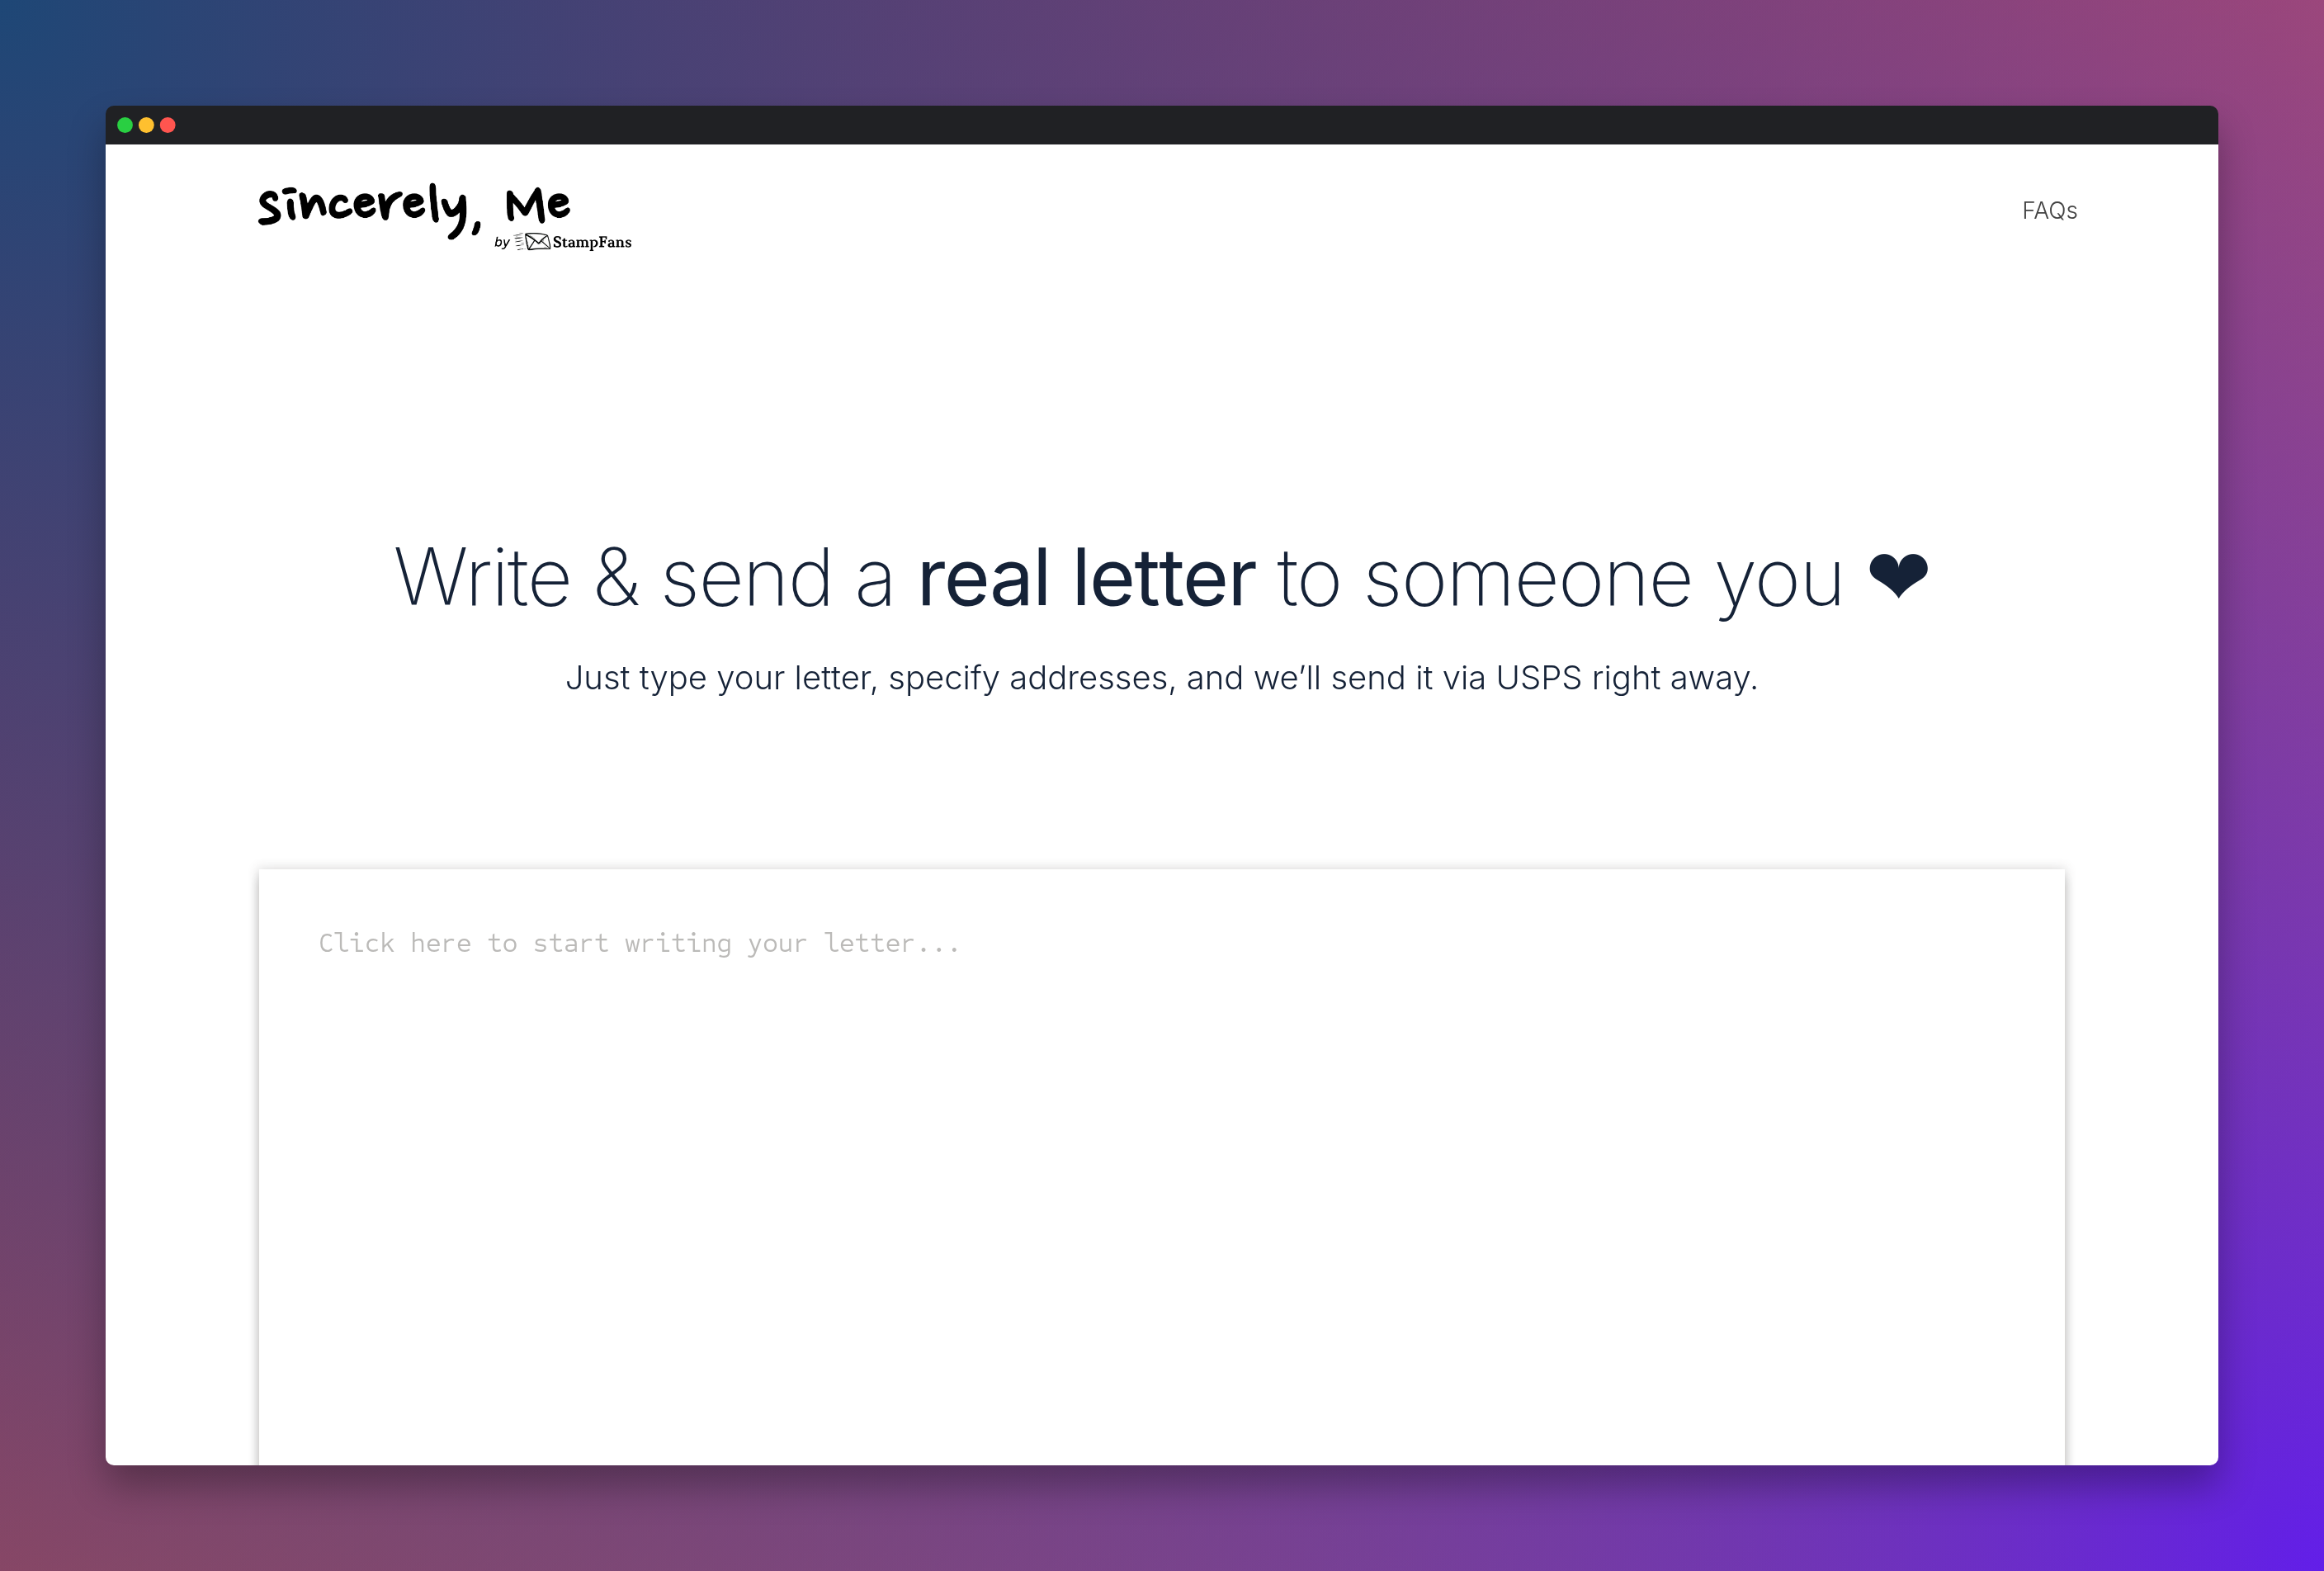 sincerely, Me
by StampFans
FAQs
Write & send a real letter to someone you ❤
Just type your letter, specify addresses, and we’ll send it via USPS right away.
Click here to start writing your letter...